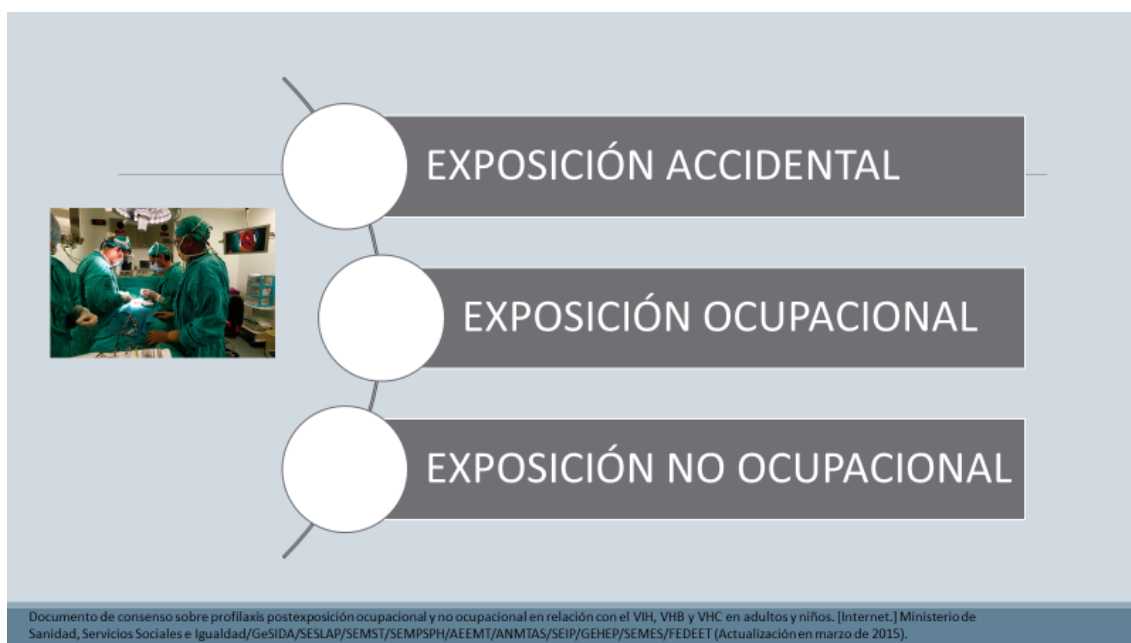 EXPOSICIÓN ACCIDENTAL
EXPOSICIÓN OCUPACIONAL
EXPOSICIÓN NO OCUPACIONAL
Documento de consenso sobre profilaxis postexposición ocupacional y no ocupacional en relación con el VIH, VHB y VHC en adultos y niños. [Internet.] Ministerio de
Sanidad, Servicios Sociales e Igualdad/GeSIDA/SESLAP/SEMST/SEMPSPH/AEEMT/ANMTAS/SEIP/GEHEP/SEMES/FEDEET (Actualización en marzo de 2015).